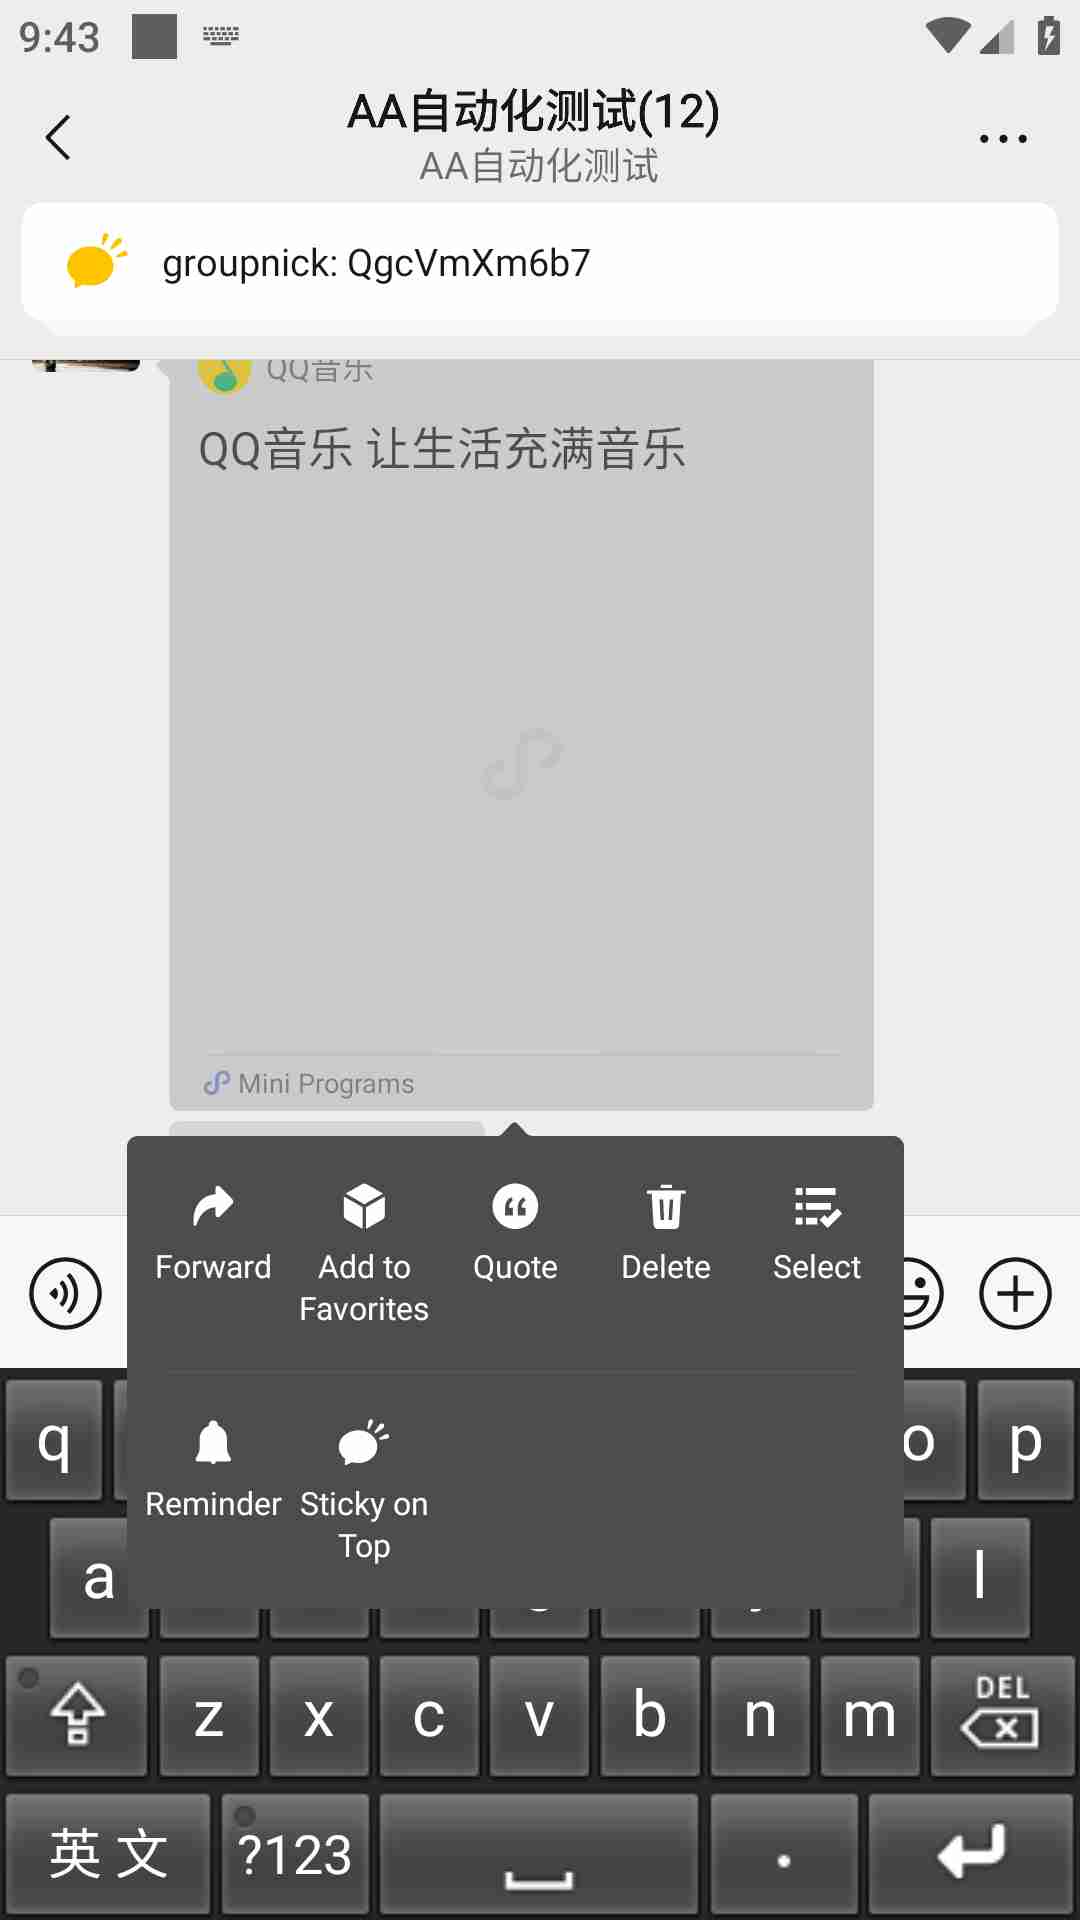 9:43
AA自动化测试(12)
AA自动化测试
groupnick: QgcVmXm6b7
QQ音乐
QQ音乐 让生活充满音乐
Mini Programs
Forward
Add to
Favorites
Quote
Delete
Select
Reminder
Sticky on
Top
q
o
p
a
l
z
x
c
v
b
n
m
DEL
英文
?123
.